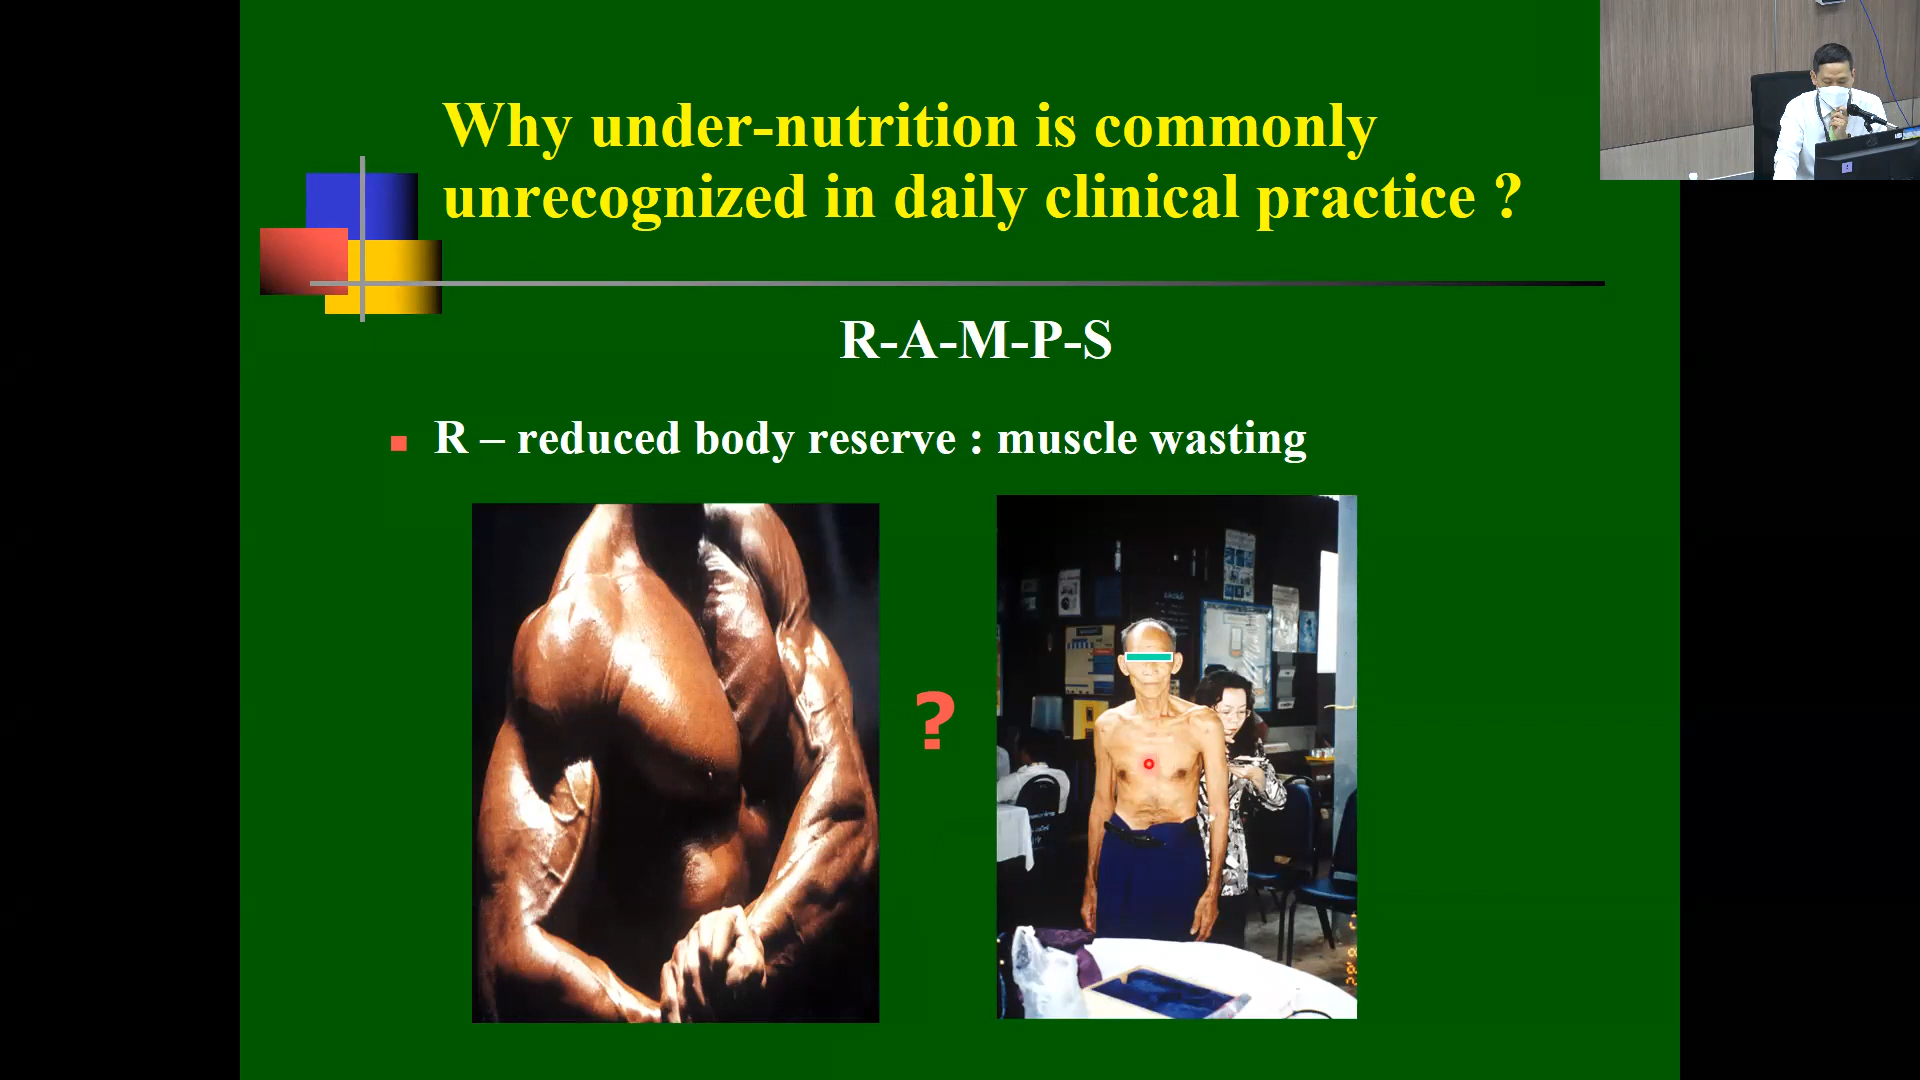 Why under-nutrition is commonly
unrecognized in daily clinical practice ?
R-A-M-P-S
R – reduced body reserve : muscle wasting
?